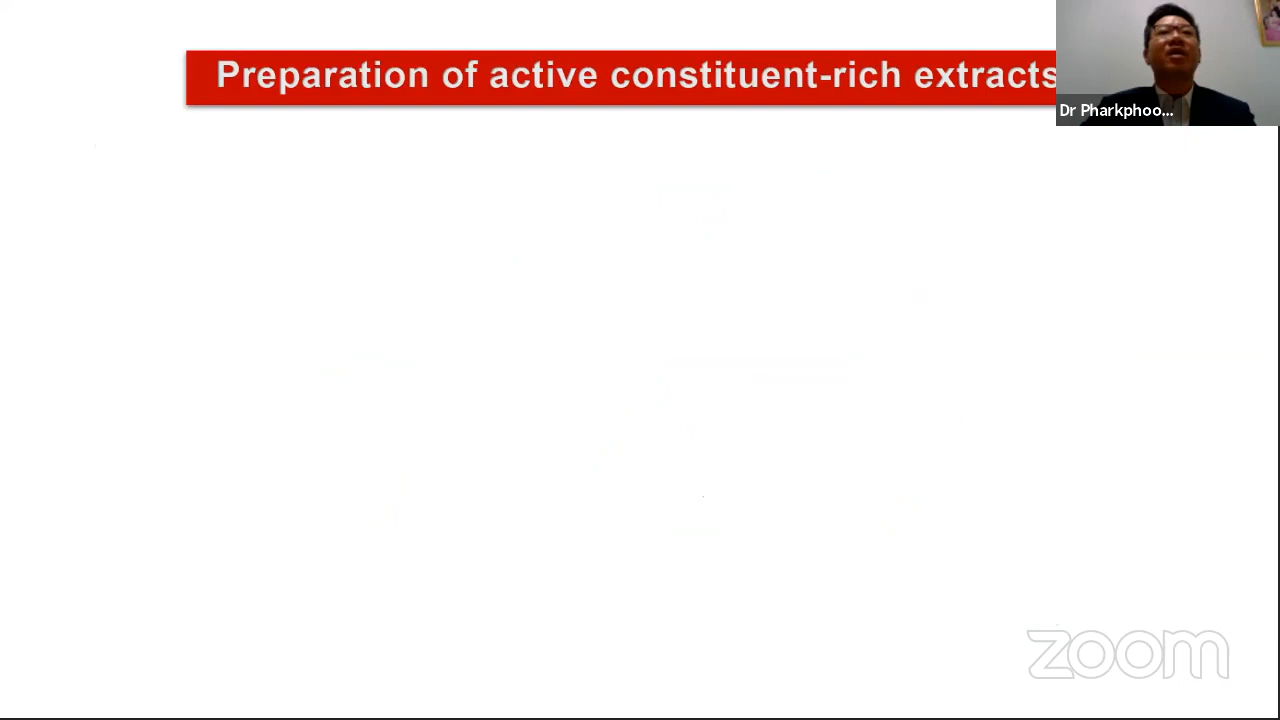 Preparation of active constituent-rich extracts
Dr Pharkphoo...
zoom